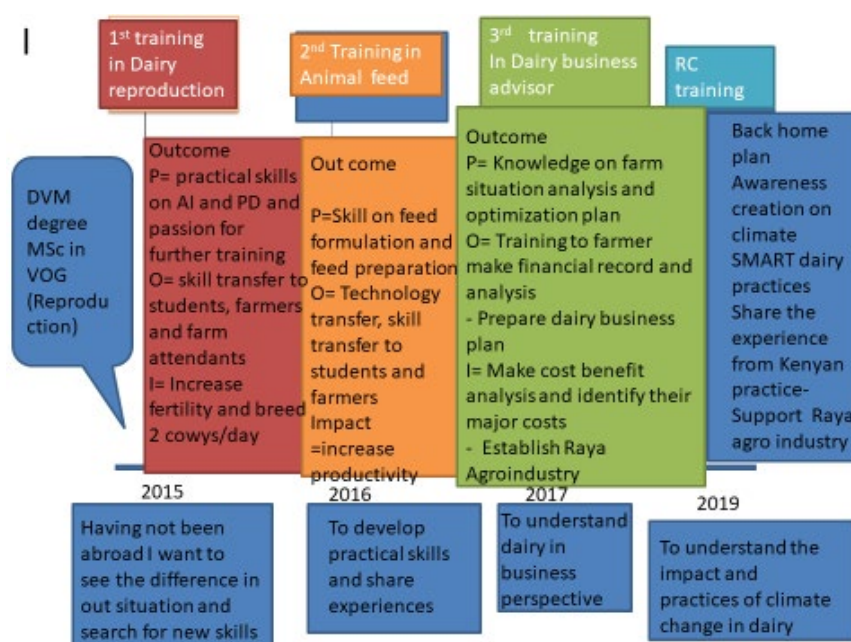 I
1st training
in Dairy
reproduction
2nd Training in
Animal feed
3rd training
In Dairy business
advisor
RC
training
DVM
degree
MSc in
VOG
(Reprodu
ction)
Outcome
P= practical skills
on AI and PD and
passion for
further training
O= skill transfer to
students, farmers
and farm
attendants
I= Increase
fertility and breed
2 cowys/day
Out come
P=Skill on feed
formulation and
feed preparation
O= Technology
transfer, skill
transfer to
students and
farmers
Impact
=increase
productivity
Outcome
P= Knowledge on farm
situation analysis and
optimization plan
O= Training to farmer
make financial record and
analysis
- Prepare dairy business
plan
I= Make cost benefit
analysis and identify their
major costs
- Establish Raya
Agroindustry
Back home
plan
Awareness
creation on
climate
SMART dairy
practices
Share the
experience
from Kenyan
practice-
Support Raya
agro industry
2015
2016
2017
2019
Having not been
abroad I want to
see the difference in
out situation and
search for new skills
To develop
practical skills
and share
experiences
To understand
dairy in
business
perspective
To understand the
impact and
practices of climate
change in dairy